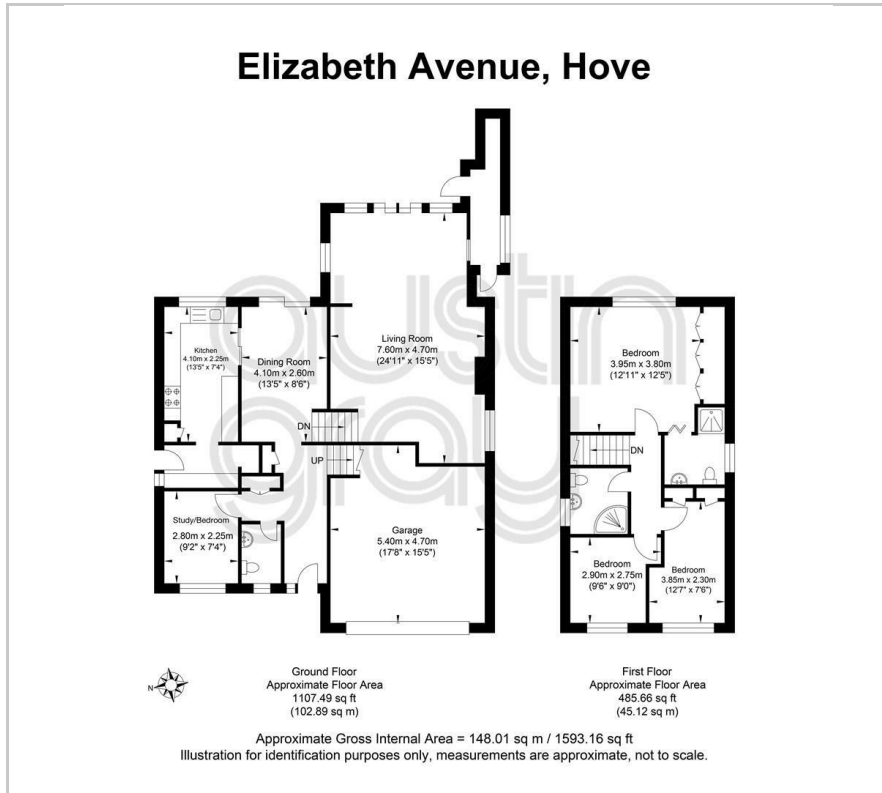 Elizabeth Avenue, Hove
austin
gray
Kitchen
4.10m x 2.25m
(13'5" x 7'4")
Dining Room
4.10m x 2.60m
(13'5" x 8'6")
Living Room
7.60m x 4.70m
(24'11" x 15'5")
DN
UP
Study/Bedroom
2.80m x 2.25m
(9'2" x 7'4")
Garage
5.40m x 4.70m
(17'8" x 15'5")
Bedroom
3.95m x 3.80m
(12'11" x 12'5")
DN
Bedroom
2.90m x 2.75m
(9'6" x 9'0")
Bedroom
3.85m x 2.30m
(12'7" x 7'6")
N
Ground Floor
Approximate Floor Area
1107.49 sq ft
(102.89 sq m)
First Floor
Approximate Floor Area
485.66 sq ft
(45.12 sq m)
Approximate Gross Internal Area = 148.01 sq m / 1593.16 sq ft
Illustration for identification purposes only, measurements are approximate, not to scale.